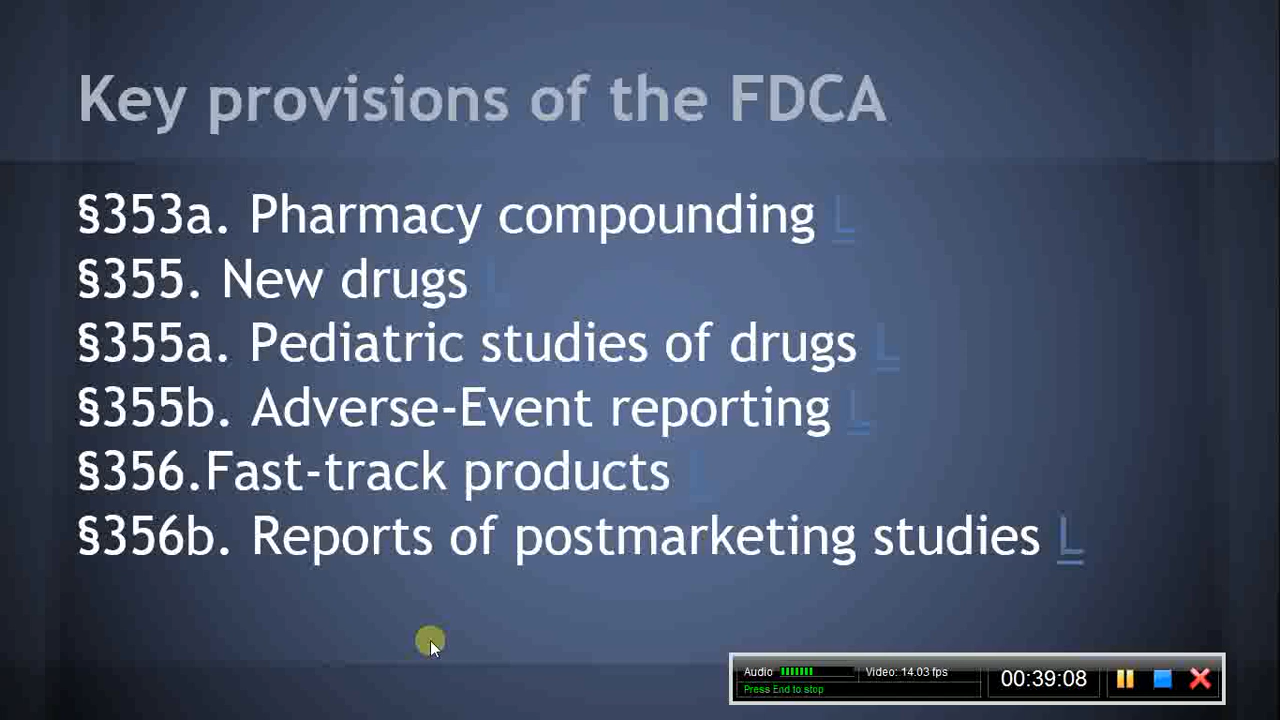 Key provisions of the FDCA
§353a. Pharmacy compounding L
§355. New drugs L
§355a. Pediatric studies of drugs L
§355b. Adverse-Event reporting L
§356.Fast-track products L
§356b. Reports of postmarketing studies L
Audio Video: 14.03 fps
Press End to stop
00:39:08